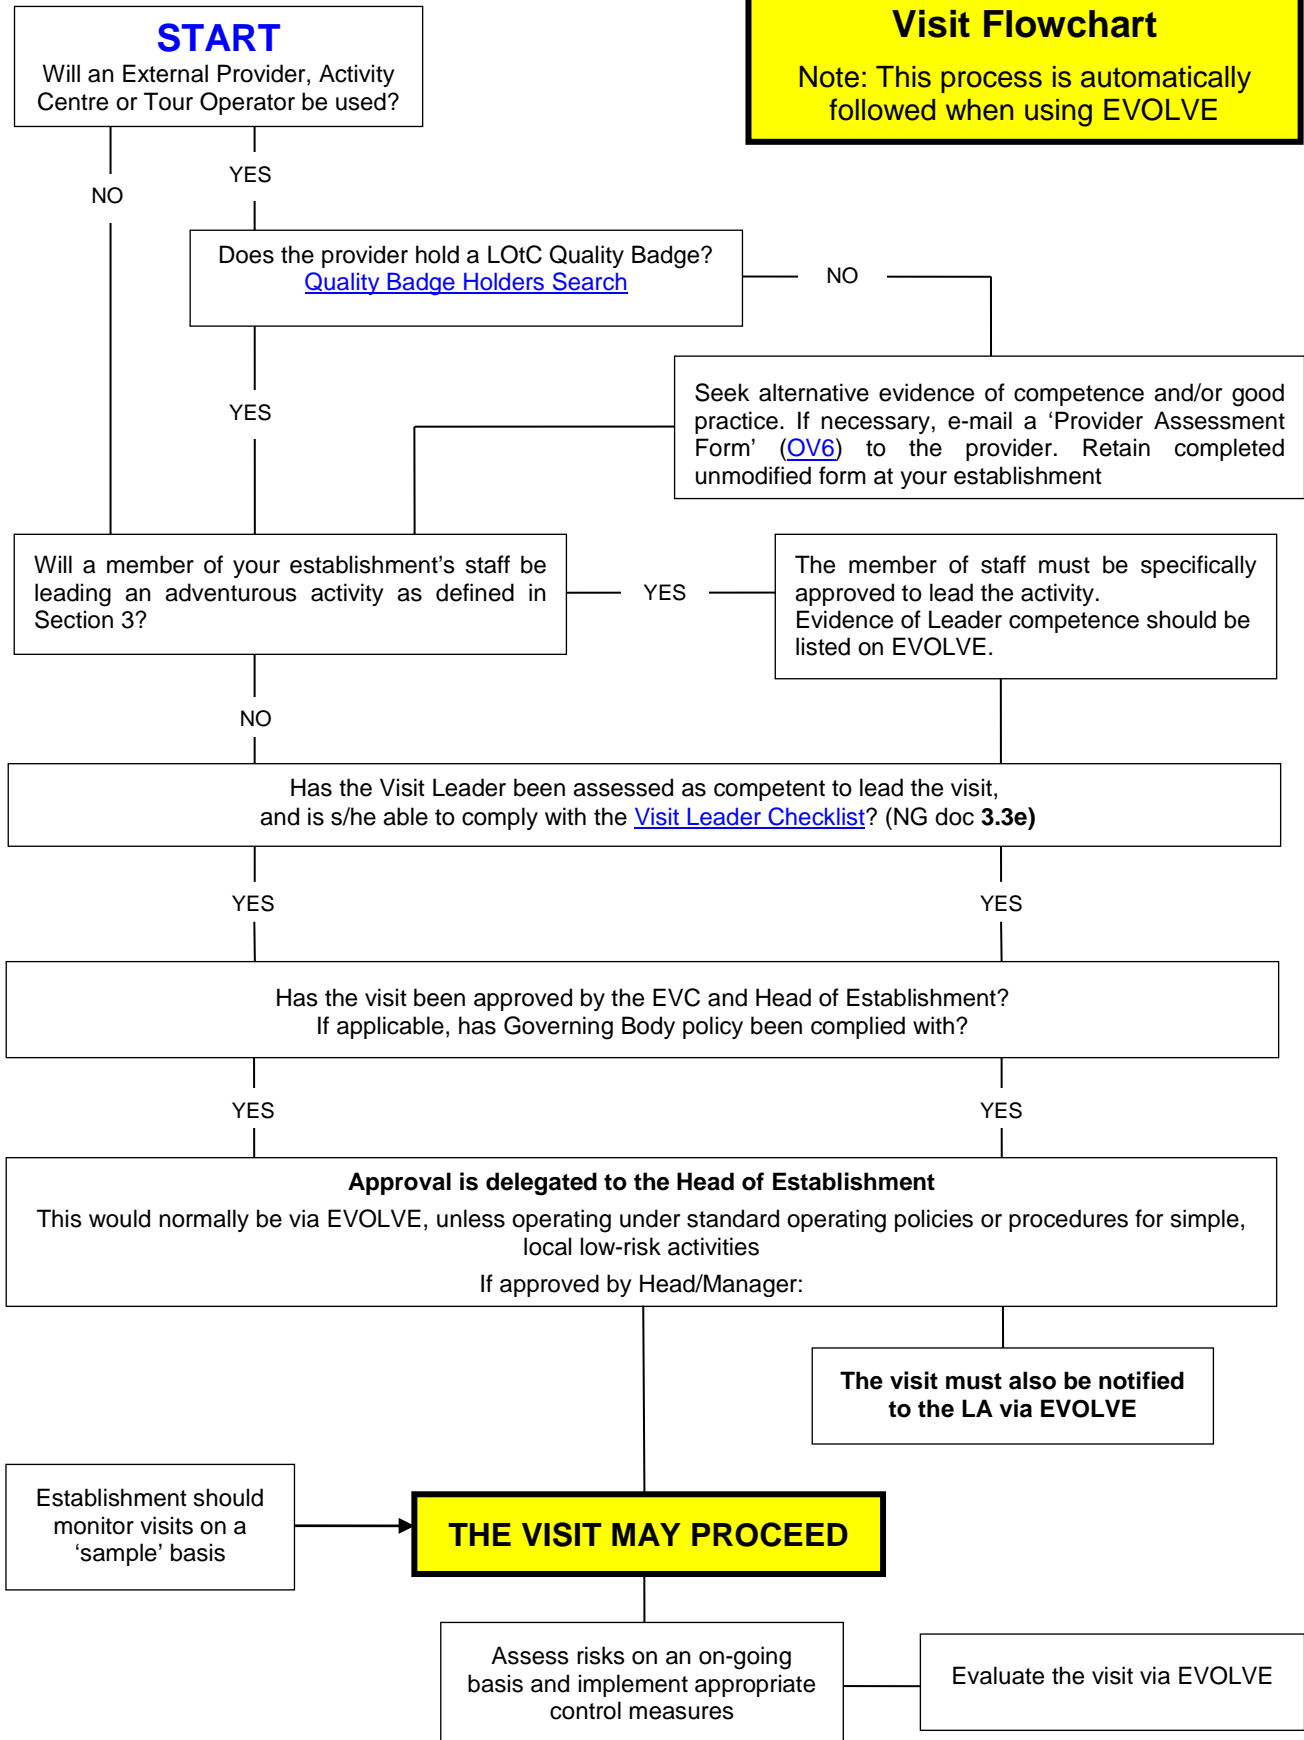 START
Will an External Provider, Activity
Centre or Tour Operator be used?
Visit Flowchart
Note: This process is automatically
followed when using EVOLVE
NO
YES
Does the provider hold a LOtC Quality Badge?
Quality Badge Holders Search
NO
YES
Seek alternative evidence of competence and/or good
practice. If necessary, e-mail a ‘Provider Assessment
Form’ (OV6) to the provider. Retain completed
unmodified form at your establishment
Will a member of your establishment’s staff be
leading an adventurous activity as defined in
Section 3?
YES
The member of staff must be specifically
approved to lead the activity.
Evidence of Leader competence should be
listed on EVOLVE.
NO
Has the Visit Leader been assessed as competent to lead the visit,
and is s/he able to comply with the Visit Leader Checklist? (NG doc 3.3e)
YES
YES
Has the visit been approved by the EVC and Head of Establishment?
If applicable, has Governing Body policy been complied with?
YES
YES
Approval is delegated to the Head of Establishment
This would normally be via EVOLVE, unless operating under standard operating policies or procedures for simple,
local low-risk activities
If approved by Head/Manager:
The visit must also be notified
to the LA via EVOLVE
Establishment should
monitor visits on a
‘sample’ basis
THE VISIT MAY PROCEED
Assess risks on an on-going
basis and implement appropriate
control measures
Evaluate the visit via EVOLVE